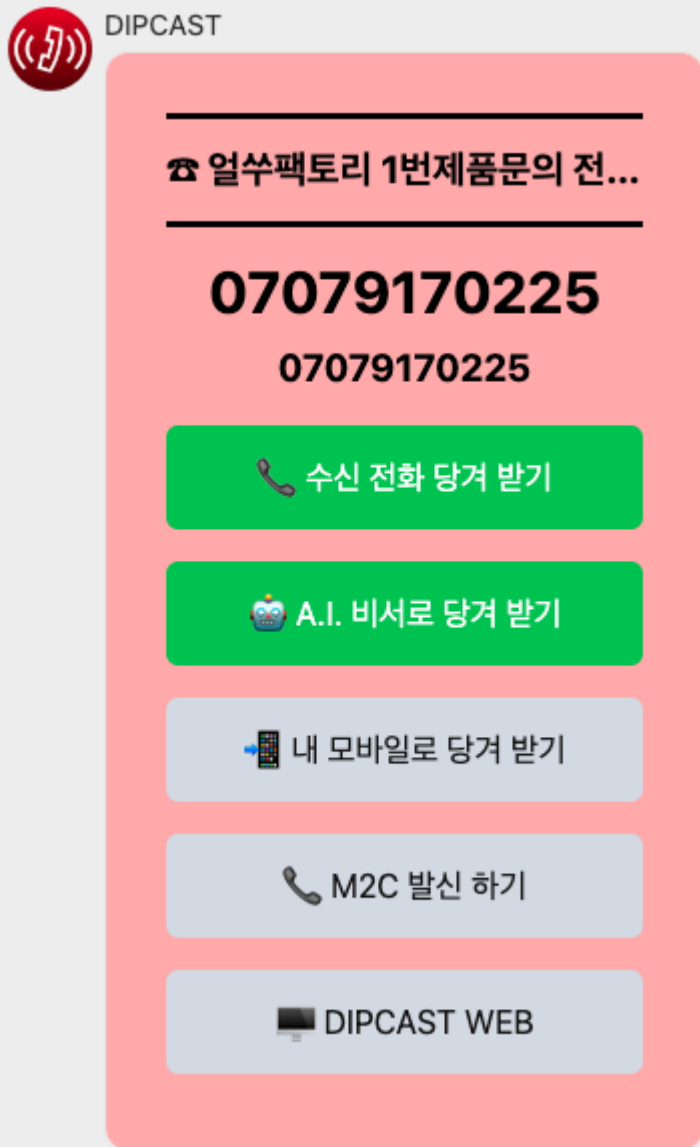 DIPCAST
☎ 얼쑤팩토리 1번제품문의 전...
07079170225
07079170225
📞 수신 전화 당겨 받기
🤖 A.I. 비서로 당겨 받기
📲 내 모바일로 당겨 받기
📞 M2C 발신 하기
🖥️ DIPCAST WEB